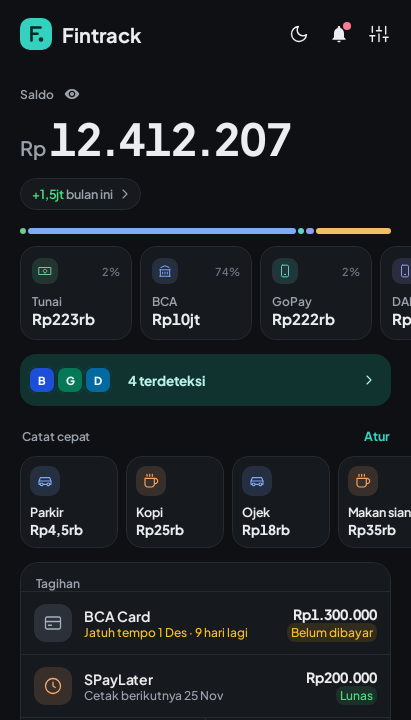 F. Fintrack
Saldo
Rp 12.412.207
+1,5jt bulan ini
2%
Tunai
Rp223rb
74%
BCA
Rp10jt
2%
GoPay
Rp222rb
B G D 4 terdeteksi
Catat cepat Atur
Parkir
Rp4,5rb
Kopi
Rp25rb
Ojek
Rp18rb
Makan sian
Rp35rb
Tagihan
BCA Card Rp1.300.000
Jatuh tempo 1 Des · 9 hari lagi Belum dibayar
SPayLater Rp200.000
Cetak berikutnya 25 Nov Lunas